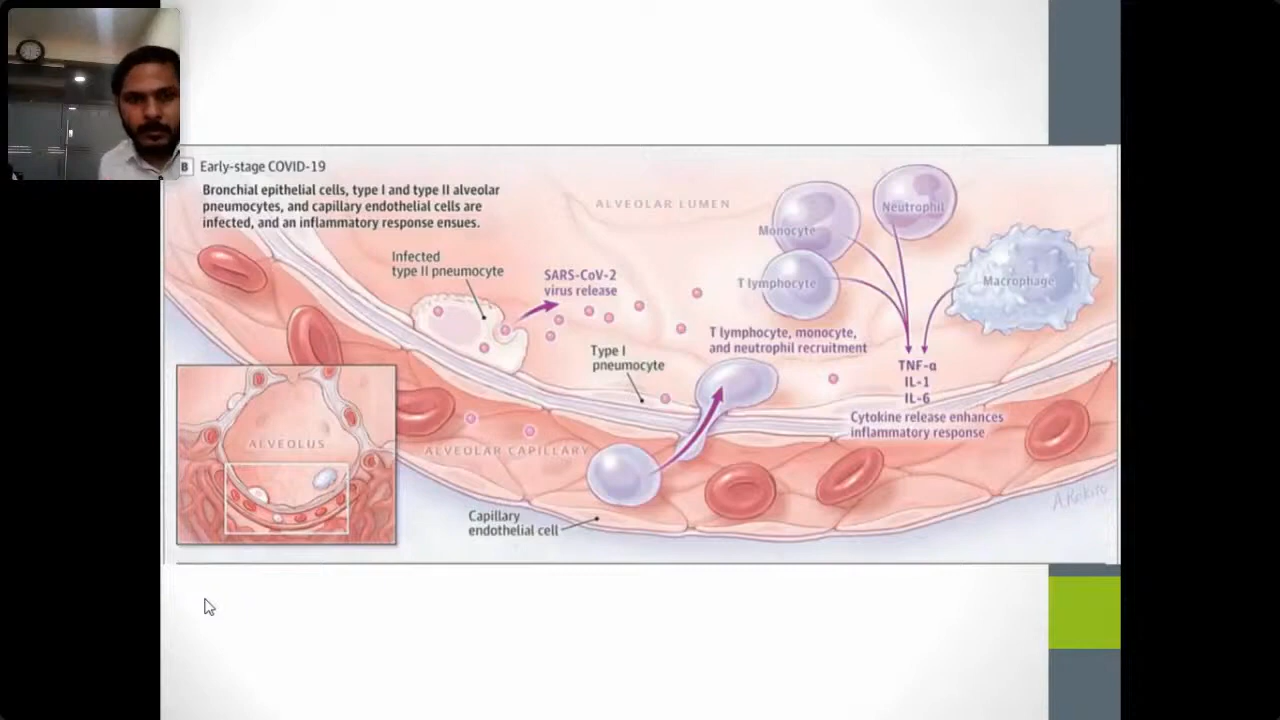 B Early-stage COVID-19
Bronchial epithelial cells, type I and type II alveolar
pneumocytes, and capillary endothelial cells are
infected, and an inflammatory response ensues.
ALVEOLAR LUMEN
Neutrophil
Monocyte
Infected
type II pneumocyte
SARS-CoV-2
virus release
T lymphocyte
Macrophage
T lymphocyte, monocyte,
and neutrophil recruitment
Type I
pneumocyte
TNF-α
IL-1
IL-6
Cytokine release enhances
inflammatory response
ALVEOLUS
ALVEOLAR CAPILLARY
Capillary
endothelial cell